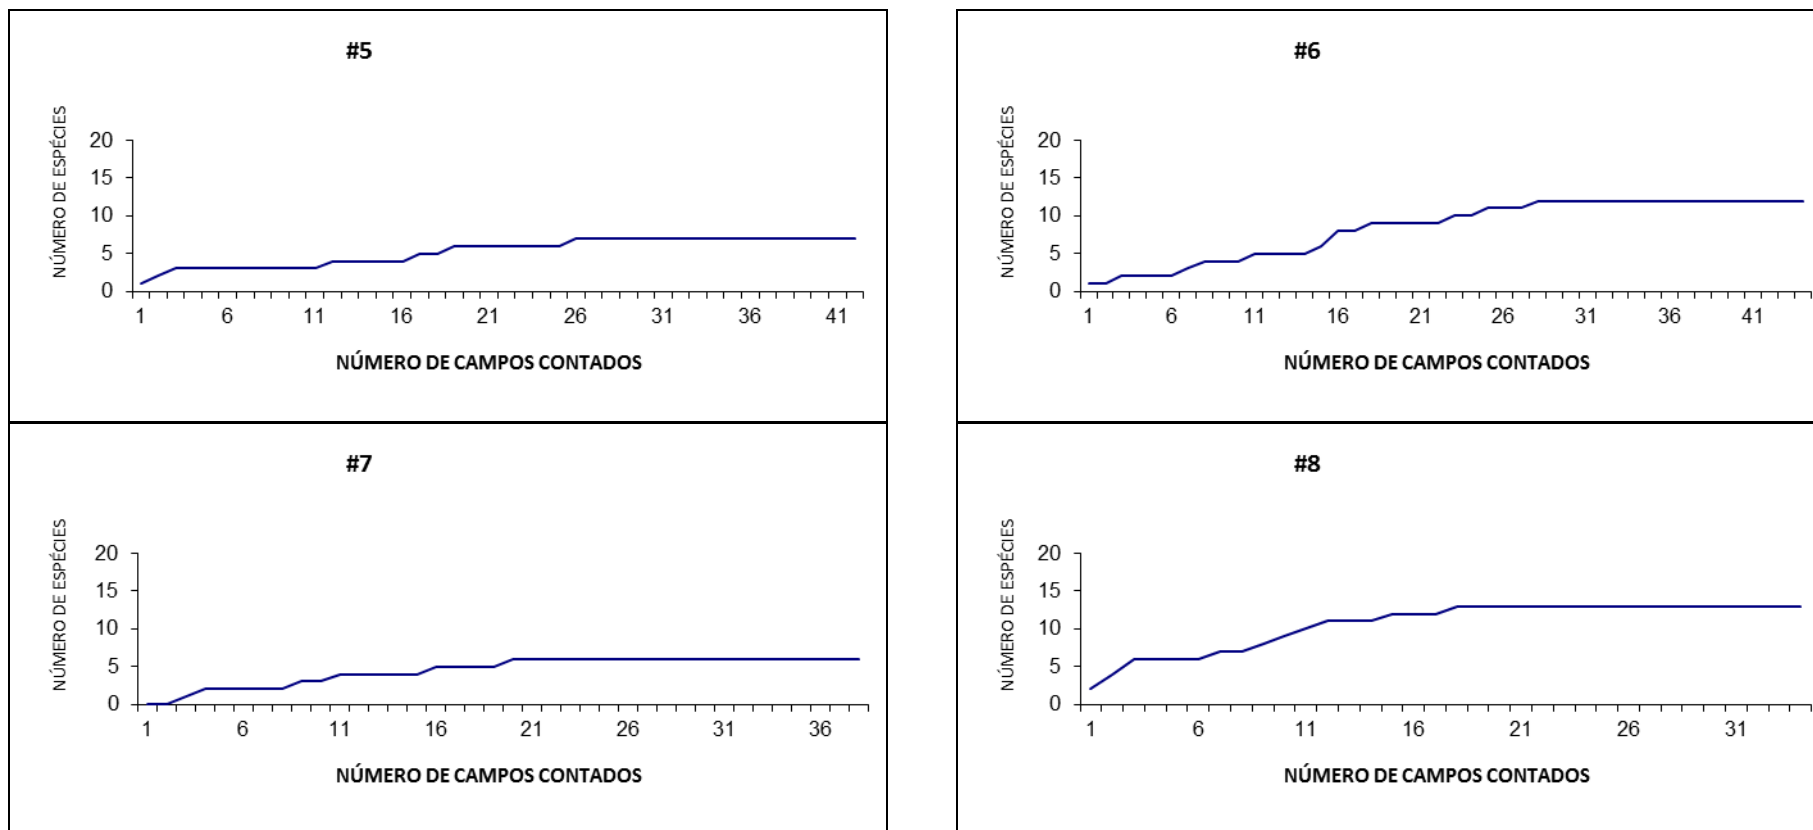 #5
NÚMERO DE ESPÉCIES
20
15
10
5
0
1 6 11 16 21 26 31 36 41
NÚMERO DE CAMPOS CONTADOS
#6
NÚMERO DE ESPÉCIES
20
15
10
5
0
1 6 11 16 21 26 31 36 41
NÚMERO DE CAMPOS CONTADOS
#7
NÚMERO DE ESPÉCIES
20
15
10
5
0
1 6 11 16 21 26 31 36
NÚMERO DE CAMPOS CONTADOS
#8
NÚMERO DE ESPÉCIES
20
15
10
5
0
1 6 11 16 21 26 31
NÚMERO DE CAMPOS CONTADOS